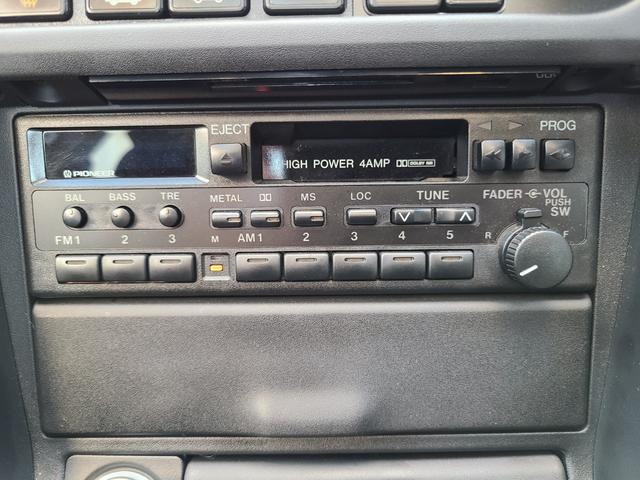 EJECT
PROG
PIONEER
HIGH POWER 4AMP DOLBY NR
BAL BASS TRE METAL MS LOC TUNE FADER VOL
PUSH
SW
FM1 2 3 M AM1 2 3 4 5 R F